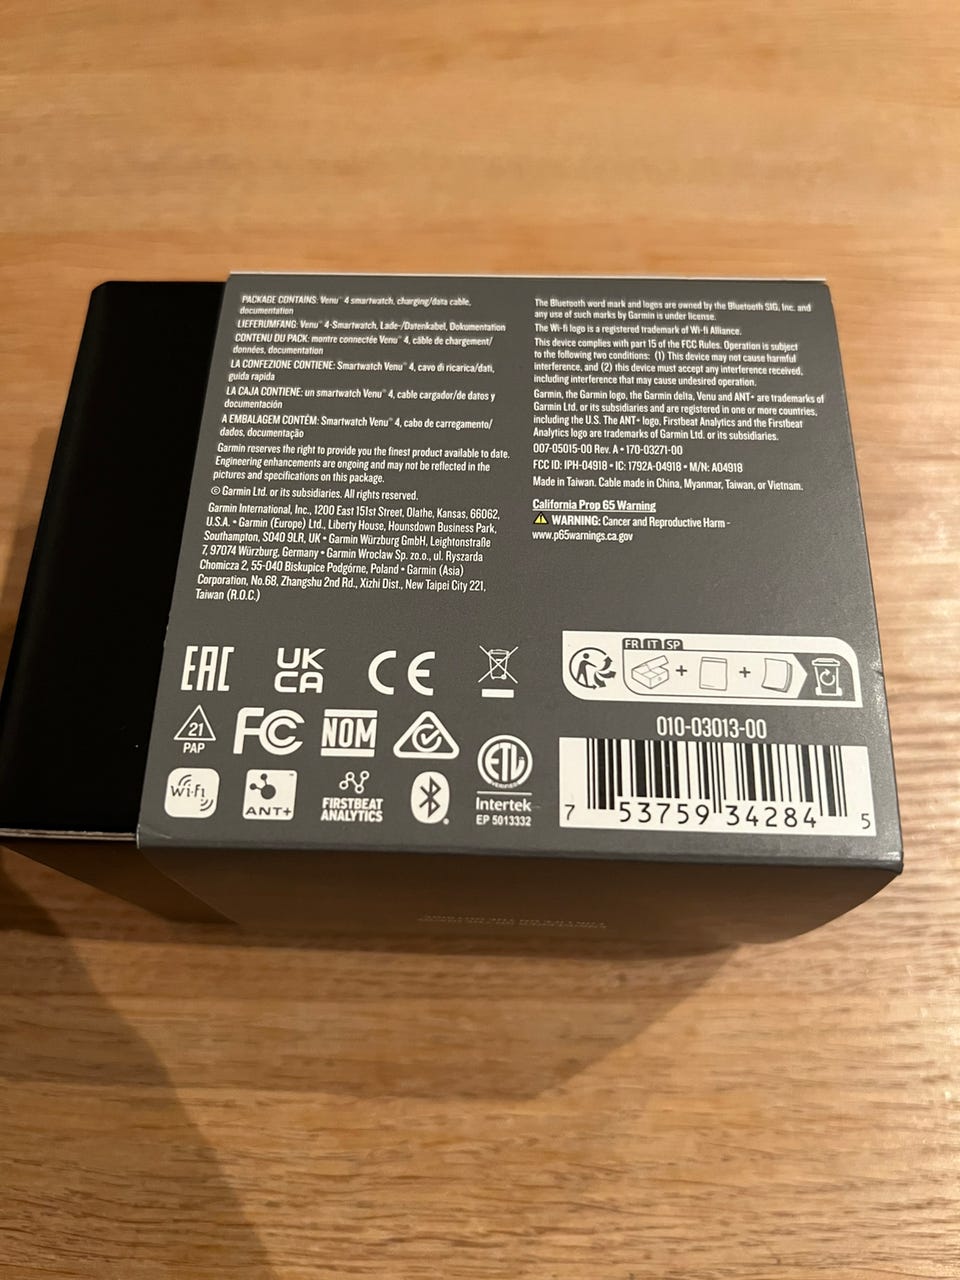 PACKAGE CONTAINS: Venu™ 4 smartwatch, charging/data cable,
documentation
LIEFERUMFANG: Venu™ 4-Smartwatch, Lade-/Datenkabel, Dokumentation
CONTENU DU PACK: montre connectée Venu™ 4, câble de chargement/
données, documentation
LA CONFEZIONE CONTIENE: Smartwatch Venu™ 4, cavo di ricarica/dati,
guida rapida
LA CAJA CONTIENE: un smartwatch Venu™ 4, cable cargador/de datos y
documentación
A EMBALAGEM CONTÉM: Smartwatch Venu™ 4, cabo de carregamento/
dados, documentação
Garmin reserves the right to provide you the finest product available to date.
Engineering enhancements are ongoing and may not be reflected in the
pictures and specifications on this package.
© Garmin Ltd. or its subsidiaries. All rights reserved.
Garmin International, Inc., 1200 East 151st Street, Olathe, Kansas, 66062,
U.S.A. • Garmin (Europe) Ltd., Liberty House, Hounsdown Business Park,
Southampton, SO40 9LR, UK • Garmin Würzburg GmbH, Leightonstraße
7, 97074 Würzburg, Germany • Garmin Wroclaw Sp. zo.o., ul. Ryszarda
Chomicza 2, 55-040 Biskupice Podgórne, Poland • Garmin (Asia)
Corporation, No.68, Zhangshu 2nd Rd., Xizhi Dist., New Taipei City 221,
Taiwan (R.O.C.)
The Bluetooth word mark and logos are owned by the Bluetooth SIG, Inc. and
any use of such marks by Garmin is under license.
The Wi-Fi logo is a registered trademark of Wi-Fi Alliance.
This device complies with part 15 of the FCC Rules. Operation is subject
to the following two conditions: (1) This device may not cause harmful
interference, and (2) this device must accept any interference received,
including interference that may cause undesired operation.
Garmin, the Garmin logo, the Garmin delta, Venu and ANT+ are trademarks of
Garmin Ltd. or its subsidiaries and are registered in one or more countries,
including the U.S. The ANT+ logo, Firstbeat Analytics and the Firstbeat
Analytics logo are trademarks of Garmin Ltd. or its subsidiaries.
007-05015-00 Rev. A • 170-03271-00
FCC ID: IPH-04918 • IC: 1792A-04918 • M/N: A04918
Made in Taiwan. Cable made in China, Myanmar, Taiwan, or Vietnam.
California Prop 65 Warning
WARNING: Cancer and Reproductive Harm -
www.p65warnings.ca.gov
EAC
UK
CA
CE
FR IT SP
21
PAP
FC
NOM
Wi-Fi
ANT+
FIRSTBEAT
ANALYTICS
ETL
VERIFIED
Intertek
EP 5013332
010-03013-00
7 53759 34284 5